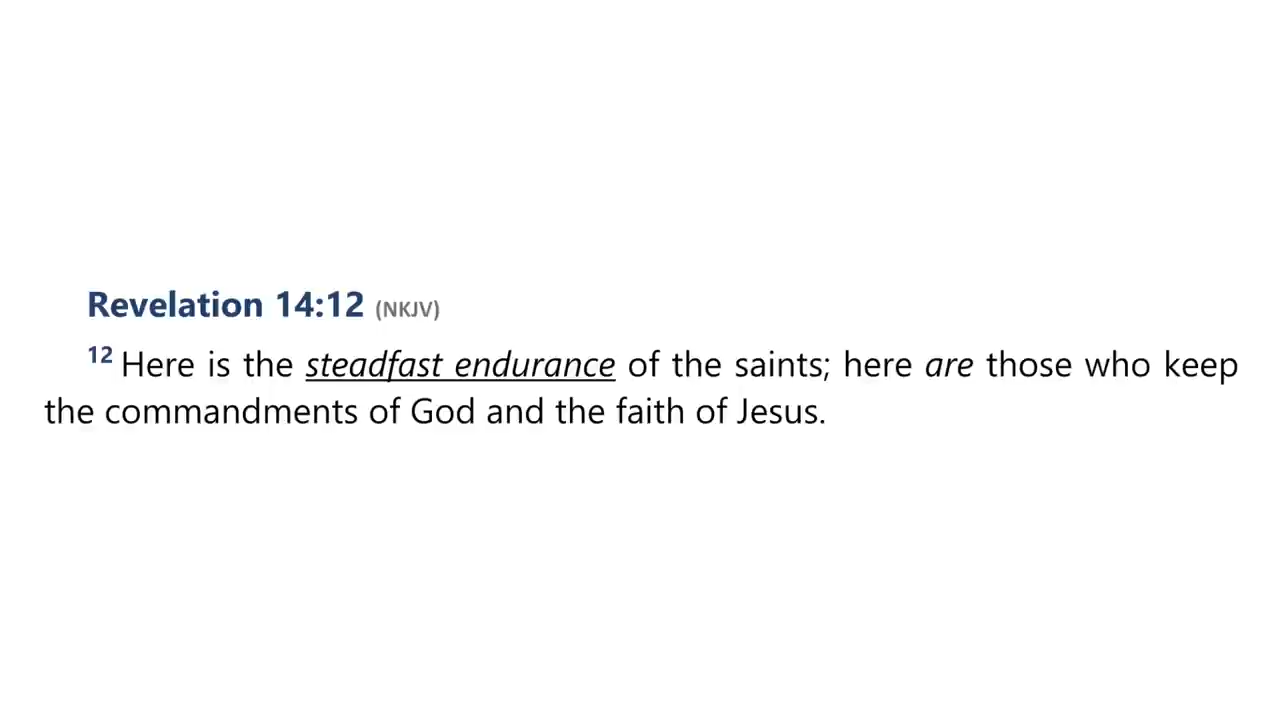 Revelation 14:12 (NKJV)
12 Here is the steadfast endurance of the saints; here are those who keep
the commandments of God and the faith of Jesus.